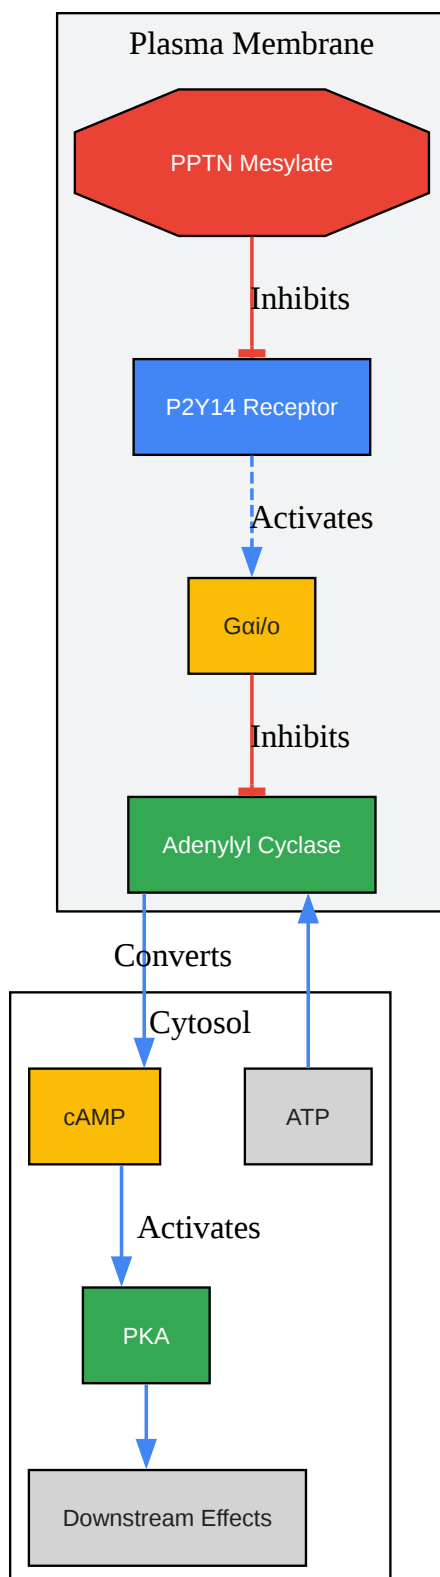 Plasma Membrane
PPTN Mesylate
Inhibits
P2Y14 Receptor
Activates
Gαi/o
Inhibits
Adenylyl Cyclase
Converts
Cytosol
cAMP
ATP
Activates
PKA
Downstream Effects